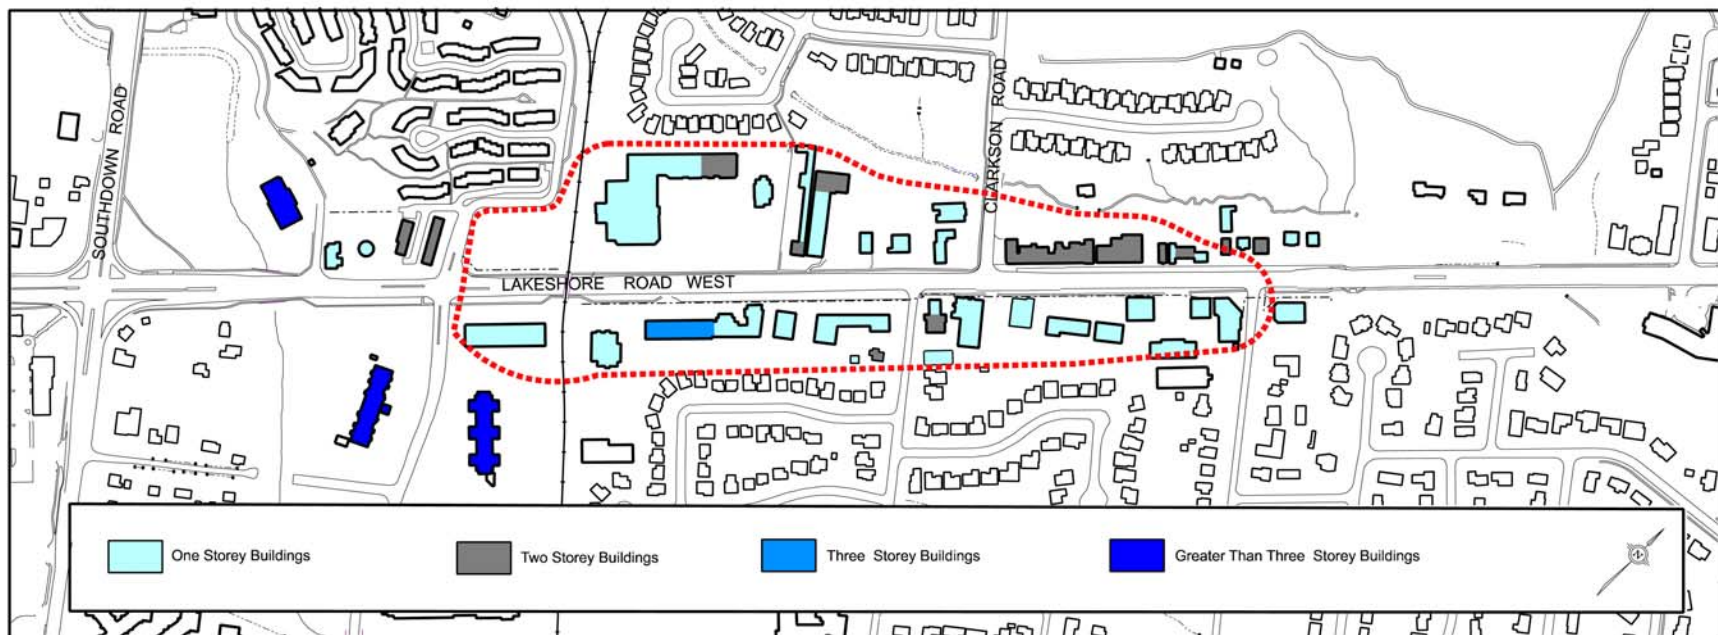 SOUTHDOWN ROAD
CLARKSON ROAD
LAKESHORE ROAD WEST
One Storey Buildings
Two Storey Buildings
Three Storey Buildings
Greater Than Three Storey Buildings